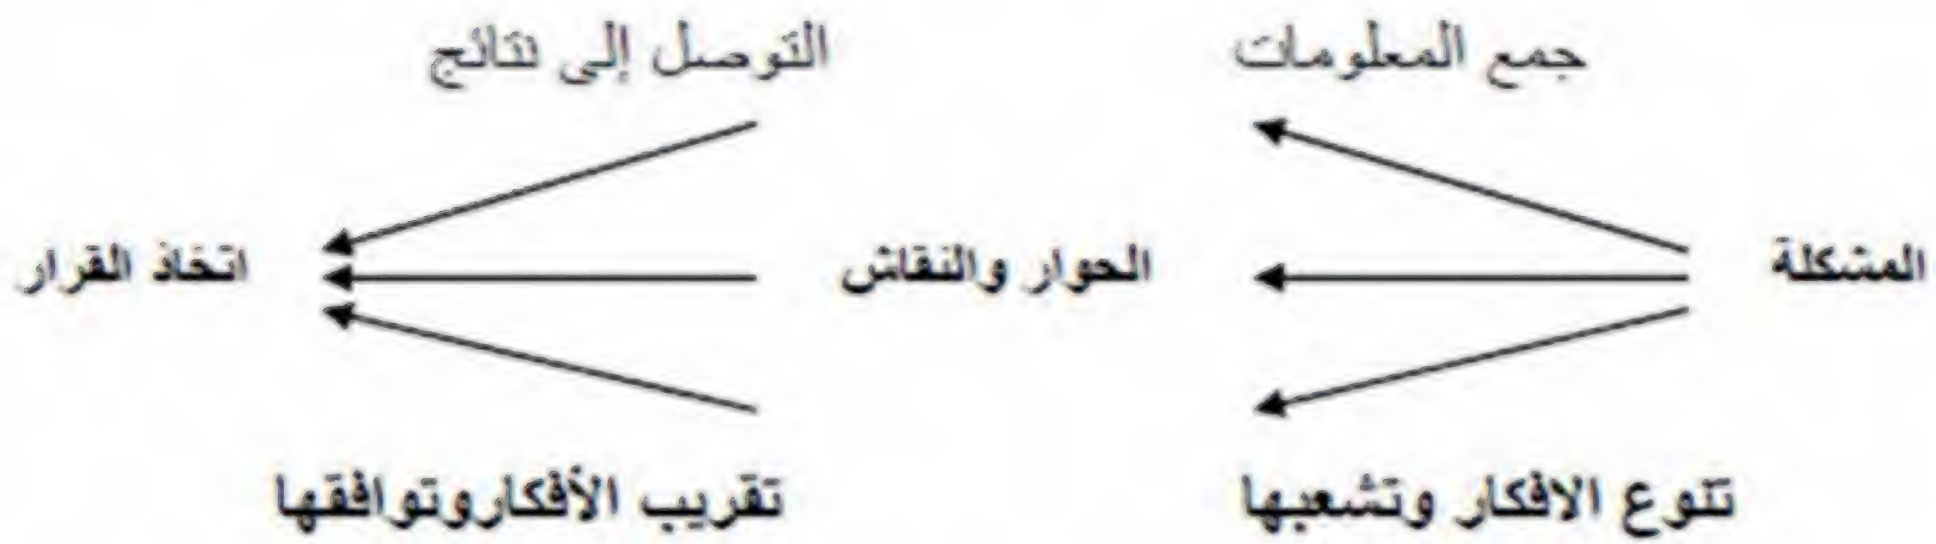 جمع المعلومات
التوصل إلى نتائج
المشكلة
الحوار والنقاش
اتخاذ القرار
تنوع الافكار وتشعبها
تقريب الأفكاروتوافقها